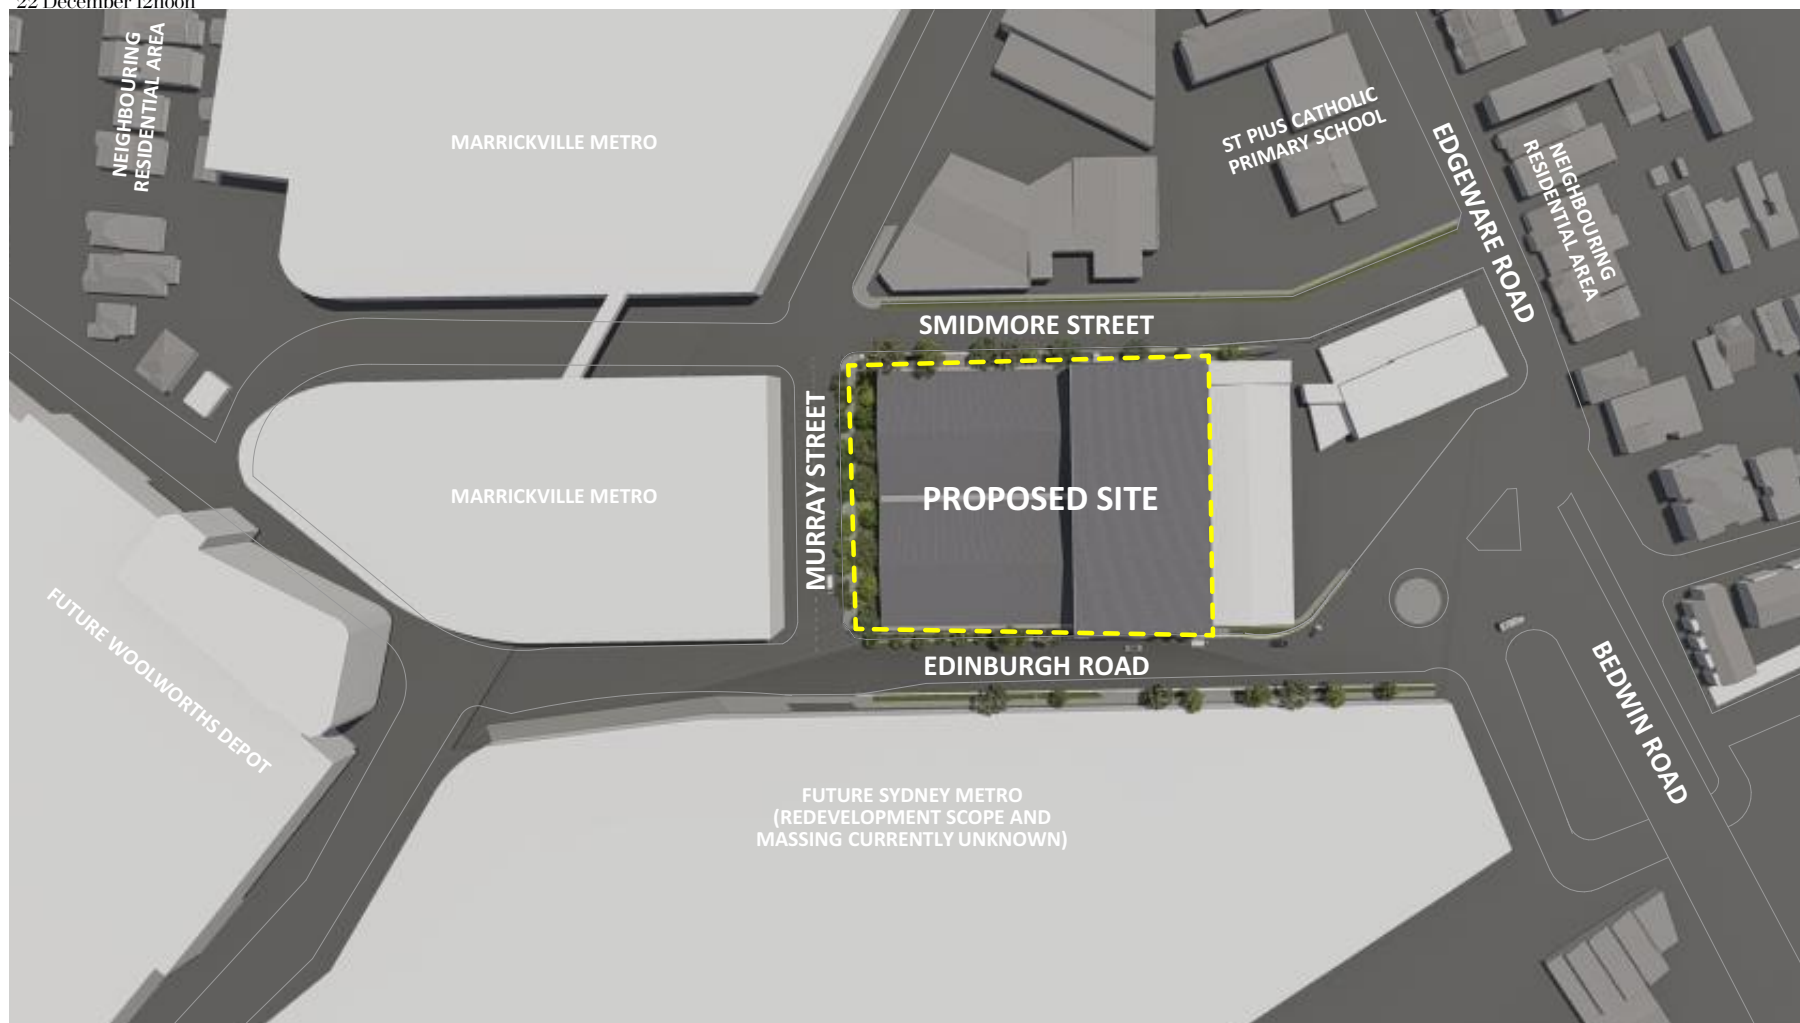 22 December 12noon
NEIGHBOURING
RESIDENTIAL AREA
MARRICKVILLE METRO
ST PIUS CATHOLIC
PRIMARY SCHOOL
EDGEWARE ROAD
NEIGHBOURING
RESIDENTIAL AREA
SMIDMORE STREET
MURRAY STREET
MARRICKVILLE METRO
PROPOSED SITE
FUTURE WOOLWORTHS DEPOT
EDINBURGH ROAD
BEDWIN ROAD
FUTURE SYDNEY METRO
(REDEVELOPMENT SCOPE AND
MASSING CURRENTLY UNKNOWN)